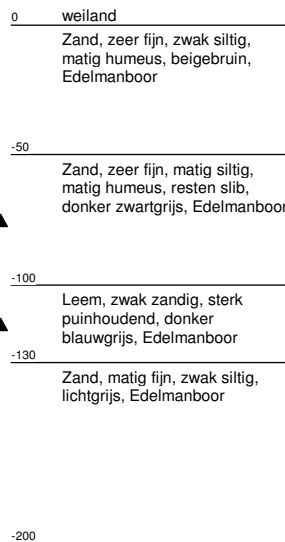 0 weiland
Zand, zeer fijn, zwak siltig,
matig humeus, beigebruin,
Edelmanboor
-50
Zand, zeer fijn, matig siltig,
matig humeus, resten slib,
donker zwartgrijs, Edelmanboor
-100
Leem, zwak zandig, sterk
puinhoudend, donker
blauwgrijs, Edelmanboor
-130
Zand, matig fijn, zwak siltig,
lichtgrijs, Edelmanboor
-200